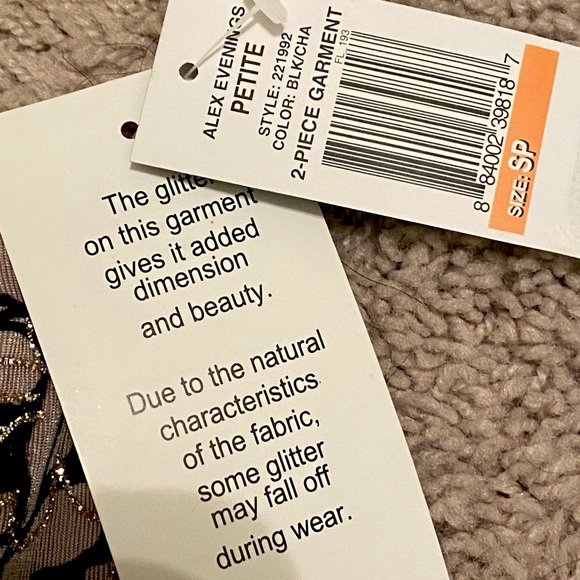 ALEX EVENINGS
PETITE
STYLE: 221992
COLOR: BLK/CHA
2-PIECE GARMENT
FL_193
8 84002 39818 7
SIZE: SP
The glitter
on this garment
gives it added
dimension
and beauty.
Due to the natural
characteristics
of the fabric,
some glitter
may fall off
during wear.